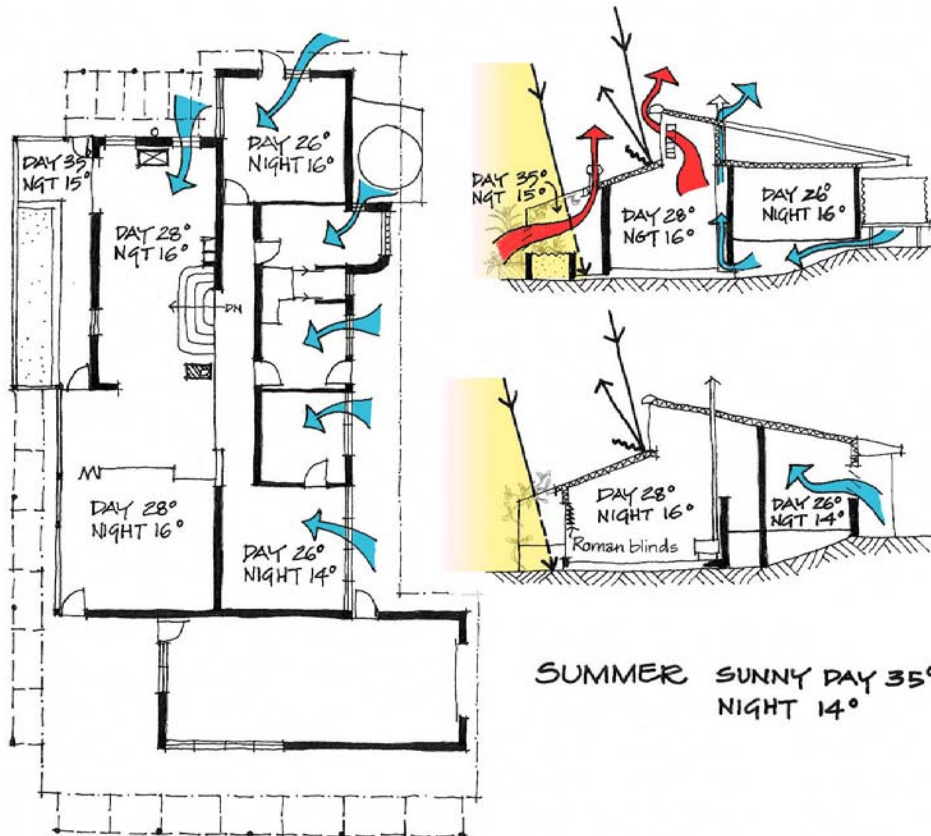 DAY 35
NGT 15°
DAY 26°
NIGHT 16°
DAY 28°
NGT 16°
DN
DAY 28°
NIGHT 16°
DAY 26°
NIGHT 14°
DAY 35°
NGT 15°
DAY 28°
NGT 16°
DAY 26°
NIGHT 16°
DAY 28°
NIGHT 16°
Roman blinds
DAY 26°
NGT 14°
SUMMER SUNNY DAY 35°
NIGHT 14°